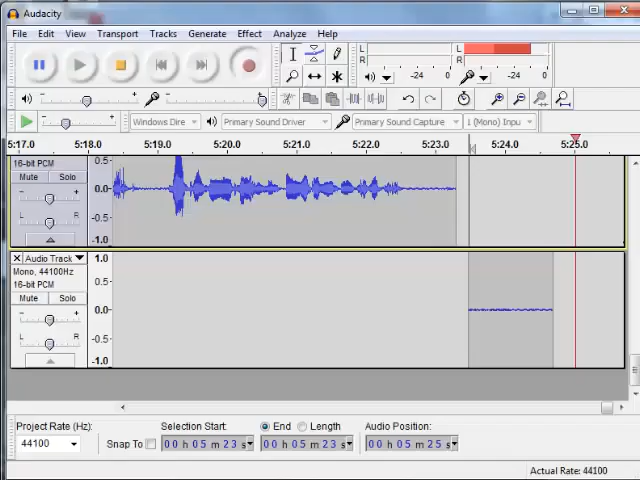 Audacity
File Edit View Transport Tracks Generate Effect Analyze Help
L L
R -24 0 R -24 0
Windows Dire Primary Sound Driver Primary Sound Capture 1 (Mono) Inpu
5:17.0 5:18.0 5:19.0 5:20.0 5:21.0 5:22.0 5:23.0 5:24.0 5:25.0
16-bit PCM 0.5
Mute Solo
0.0
- +
L R -0.5
-1.0
X Audio Track 1.0
Mono, 44100Hz
16-bit PCM 0.5
Mute Solo
- + 0.0
L R -0.5
-1.0
Project Rate (Hz): Selection Start: End Length Audio Position:
44100 Snap To 00 h 05 m 23 s 00 h 05 m 23 s 00 h 05 m 25 s
Actual Rate: 44100